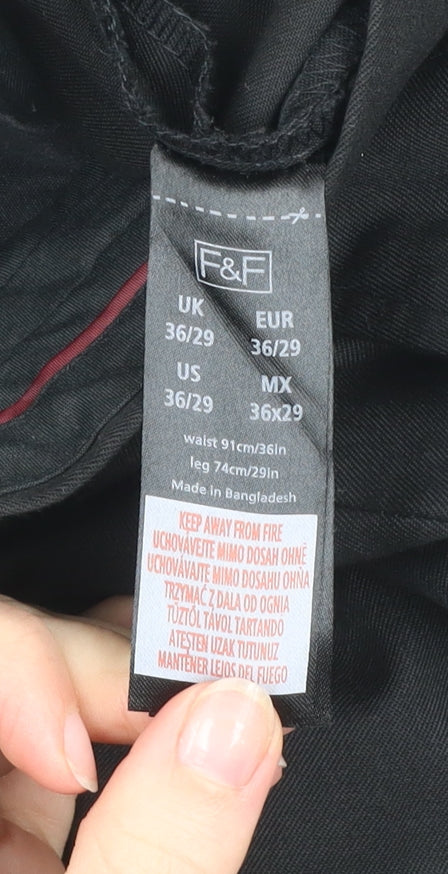 F&F
UK
36/29
EUR
36/29
US
36/29
MX
36x29
waist 91cm/36in
leg 74cm/29in
Made in Bangladesh
KEEP AWAY FROM FIRE
UCHOVÁVEJTE MIMO DOSAH OHNĚ
UCHOVÁVAJTE MIMO DOSAHU OHŇA
TRZYMAĆ Z DALA OD OGNIA
TŰZTŐL TÁVOL TARTANDÓ
ATEŞTEN UZAK TUTUNUZ
MANTENER LEJOS DEL FUEGO